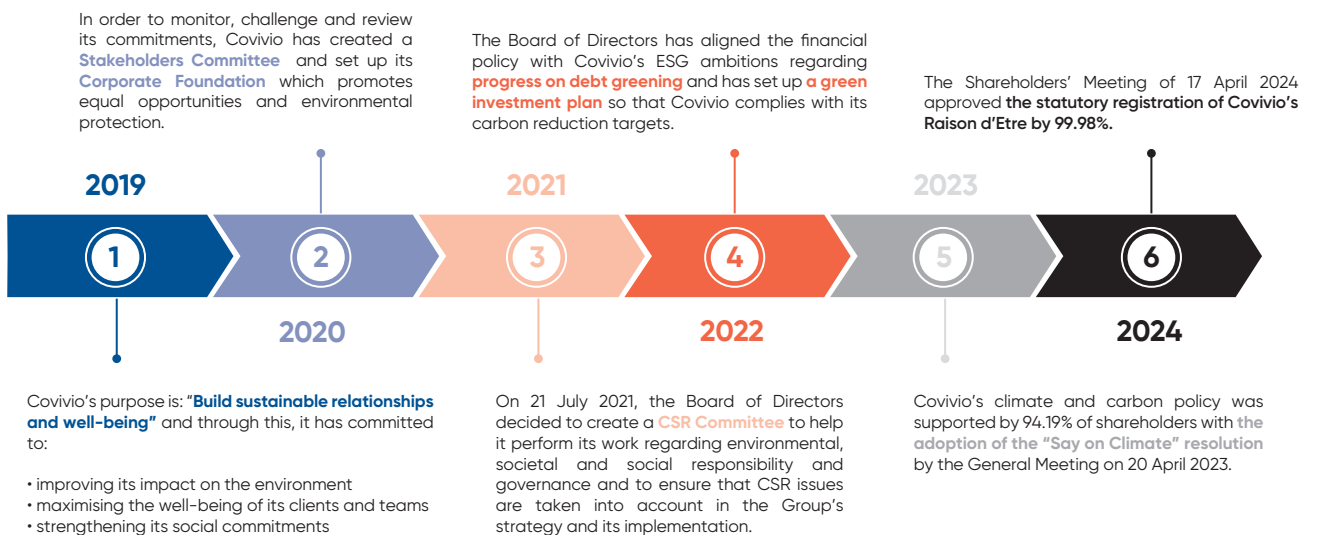 In order to monitor, challenge and review
its commitments, Covivio has created a
Stakeholders Committee and set up its
Corporate Foundation which promotes
equal opportunities and environmental
protection.
The Board of Directors has aligned the financial
policy with Covivio's ESG ambitions regarding
progress on debt greening and has set up a green
investment plan so that Covivio complies with its
carbon reduction targets.
The Shareholders' Meeting of 17 April 2024
approved the statutory registration of Covivio's
Raison d'Etre by 99.98%.
2019
2021
2023
1
2
3
4
5
6
2020
2022
2024
Covivio's purpose is: "Build sustainable relationships
and well-being" and through this, it has committed
to:
• improving its impact on the environment
• maximising the well-being of its clients and teams
• strengthening its social commitments
On 21 July 2021, the Board of Directors
decided to create a CSR Committee to help
it perform its work regarding environmental,
societal and social responsibility and
governance and to ensure that CSR issues
are taken into account in the Group's
strategy and its implementation.
Covivio's climate and carbon policy was
supported by 94.19% of shareholders with the
adoption of the "Say on Climate" resolution
by the General Meeting on 20 April 2023.